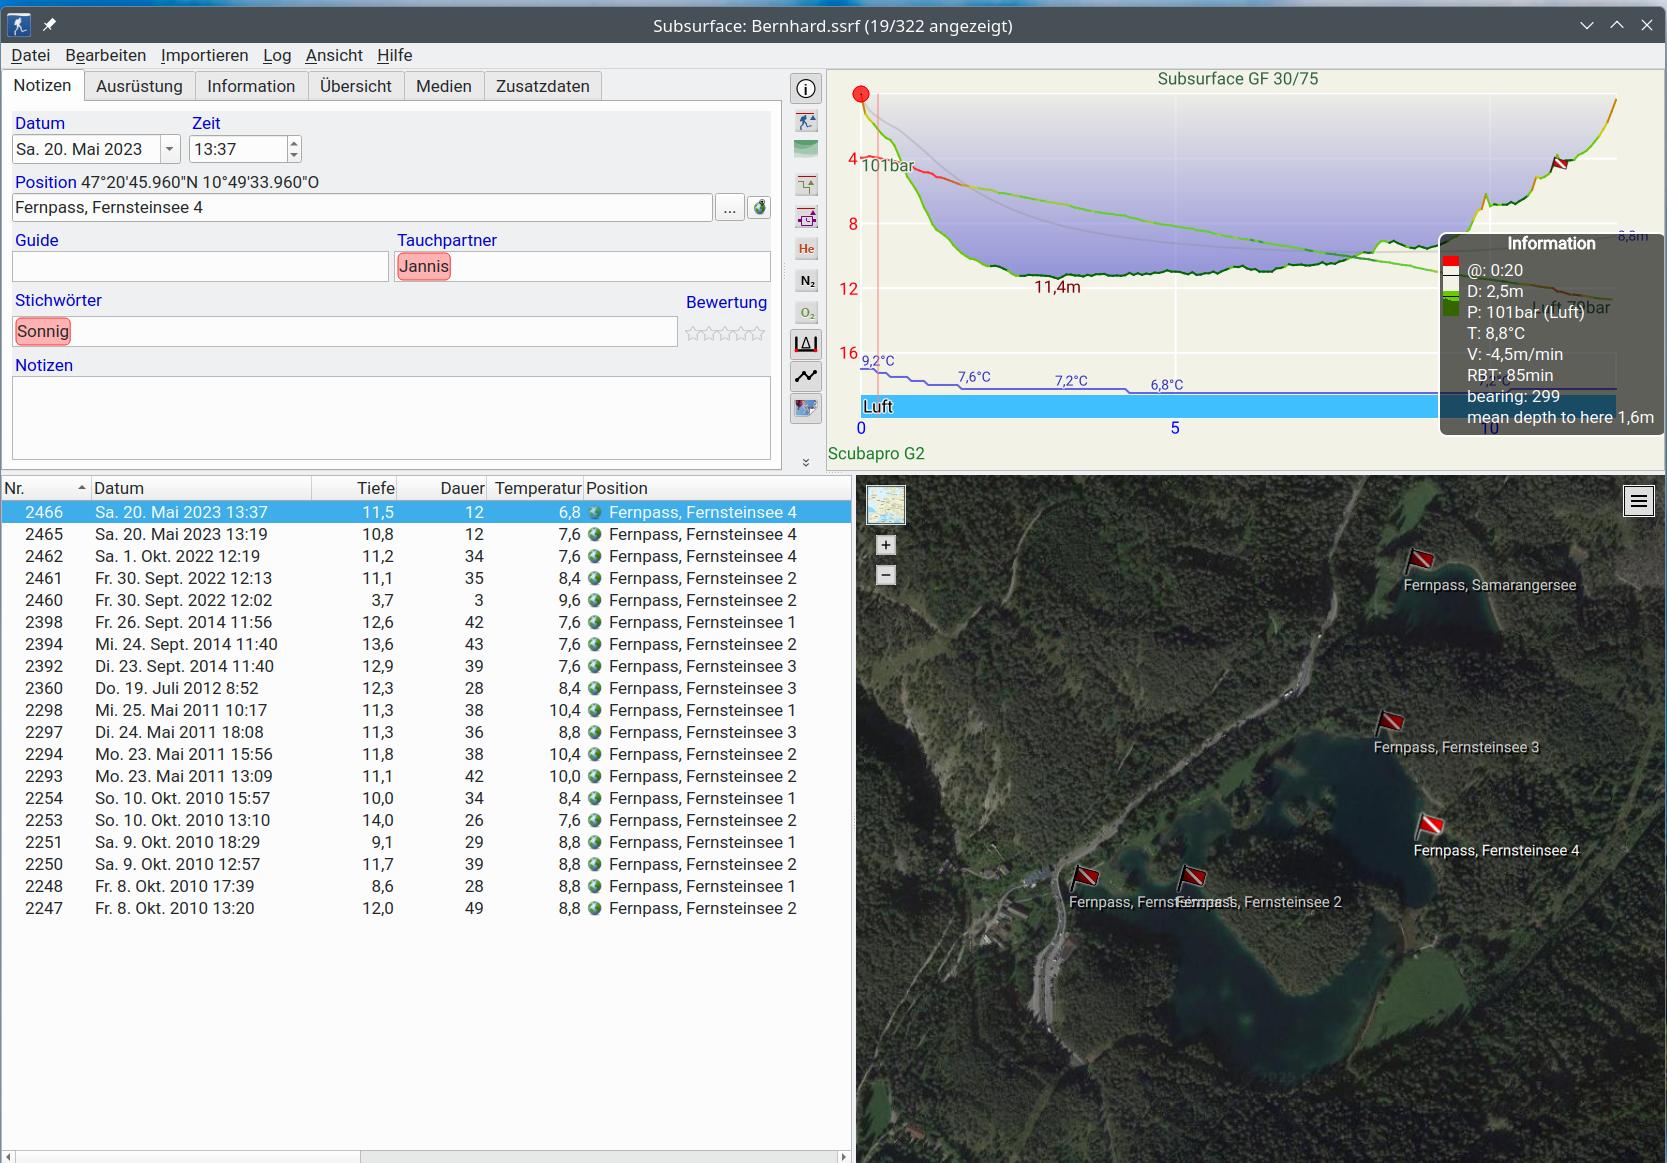 Subsurface: Bernhard.ssrf (19/322 angezeigt)
Datei Bearbeiten Importieren Log Ansicht Hilfe
Notizen Ausrüstung Information Übersicht Medien Zusatzdaten
Datum Zeit
Sa. 20. Mai 2023 13:37
Position 47°20'45.960"N 10°49'33.960"O
Fernpass, Fernsteinsee 4 ...
Guide Tauchpartner
Jannis
Stichwörter Bewertung
Sonnig
Notizen
He
N₂
O₂
Subsurface GF 30/75
4
101bar
8
8,8m
12
11,4m
16
9,2°C
7,6°C 7,2°C 6,8°C
Luft
0 5 10
Scubapro G2
Information
@: 0:20
D: 2,5m
P: 101bar (Luft)
T: 8,8°C
V: -4,5m/min
RBT: 85min
bearing: 299
mean depth to here 1,6m
Nr. Datum Tiefe Dauer Temperatur Position
2466 Sa. 20. Mai 2023 13:37 11,5 12 6,8 Fernpass, Fernsteinsee 4
2465 Sa. 20. Mai 2023 13:19 10,8 12 7,6 Fernpass, Fernsteinsee 4
2462 Sa. 1. Okt. 2022 12:19 11,2 34 7,6 Fernpass, Fernsteinsee 4
2461 Fr. 30. Sept. 2022 12:13 11,1 35 8,4 Fernpass, Fernsteinsee 2
2460 Fr. 30. Sept. 2022 12:02 3,7 3 9,6 Fernpass, Fernsteinsee 2
2398 Fr. 26. Sept. 2014 11:56 12,6 42 7,6 Fernpass, Fernsteinsee 1
2394 Mi. 24. Sept. 2014 11:40 13,6 43 7,6 Fernpass, Fernsteinsee 2
2392 Di. 23. Sept. 2014 11:40 12,9 39 7,6 Fernpass, Fernsteinsee 3
2360 Do. 19. Juli 2012 8:52 12,3 28 8,4 Fernpass, Fernsteinsee 3
2298 Mi. 25. Mai 2011 10:17 11,3 38 10,4 Fernpass, Fernsteinsee 1
2297 Di. 24. Mai 2011 18:08 11,3 36 8,8 Fernpass, Fernsteinsee 3
2294 Mo. 23. Mai 2011 15:56 11,8 38 10,4 Fernpass, Fernsteinsee 2
2293 Mo. 23. Mai 2011 13:09 11,1 42 10,0 Fernpass, Fernsteinsee 2
2254 So. 10. Okt. 2010 15:57 10,0 34 8,4 Fernpass, Fernsteinsee 1
2253 So. 10. Okt. 2010 13:10 14,0 26 7,6 Fernpass, Fernsteinsee 2
2251 Sa. 9. Okt. 2010 18:29 9,1 29 8,8 Fernpass, Fernsteinsee 1
2250 Sa. 9. Okt. 2010 12:57 11,7 39 8,8 Fernpass, Fernsteinsee 2
2248 Fr. 8. Okt. 2010 17:39 8,6 28 8,8 Fernpass, Fernsteinsee 1
2247 Fr. 8. Okt. 2010 13:20 12,0 49 8,8 Fernpass, Fernsteinsee 2
+
−
Fernpass, Samarangersee
Fernpass, Fernsteinsee 3
Fernpass, Fernsteinsee 4
Fernpass, Fernsteinsee 2